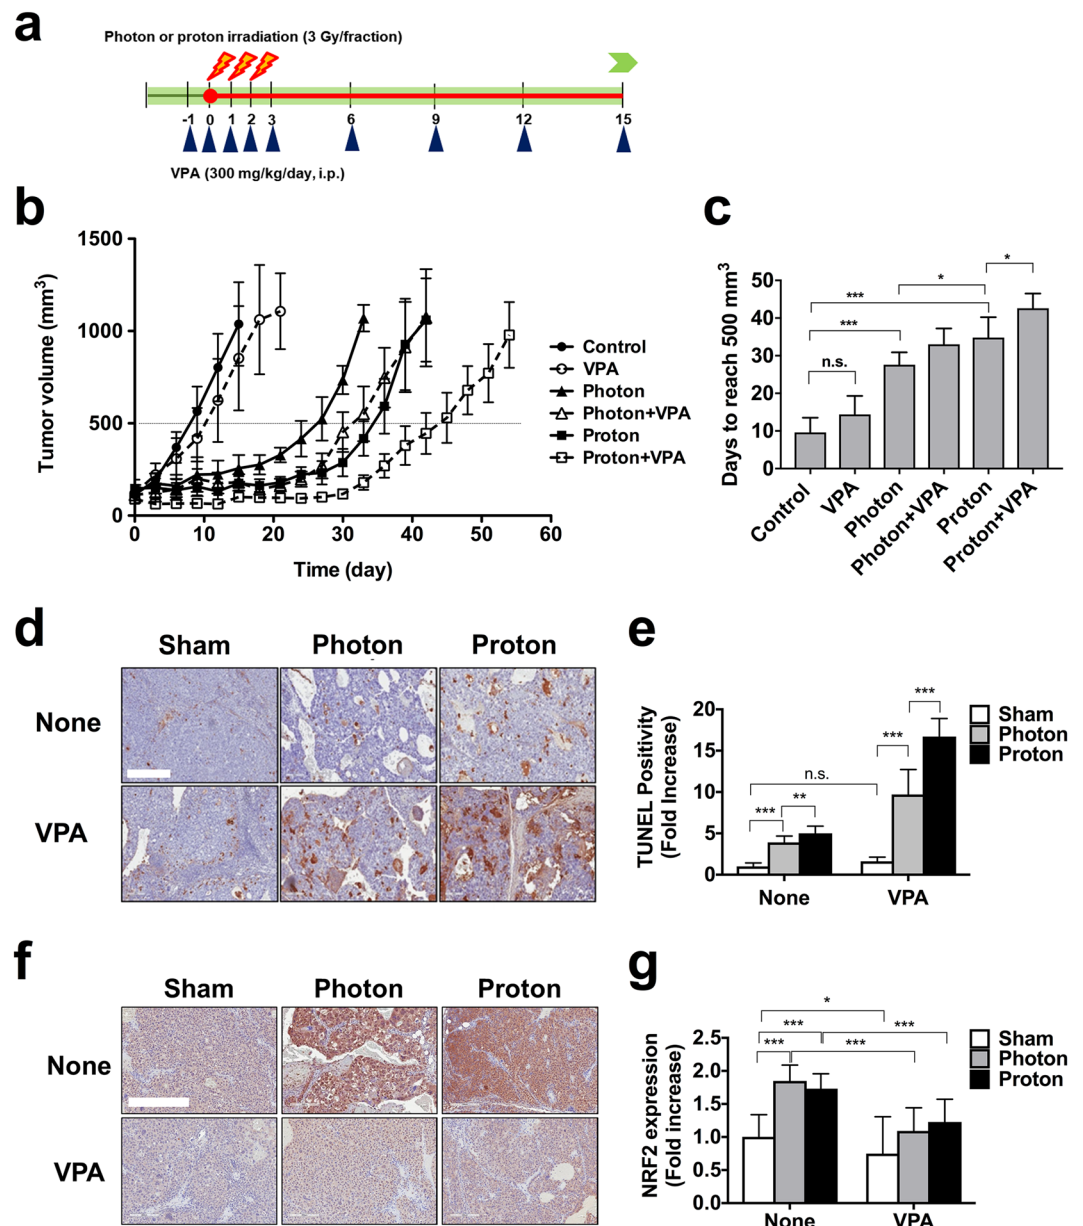 a
Photon or proton irradiation (3 Gy/fraction)
-1 0 1 2 3 6 9 12 15
VPA (300 mg/kg/day, i.p.)
b
Tumor volume (mm3)
1500
1000
500
0
0 10 20 30 40 50 60
Time (day)
Control
VPA
Photon
Photon+VPA
Proton
Proton+VPA
c
Days to reach 500 mm3
50
40
30
20
10
0
n.s.
***
***
*
*
Control
VPA
Photon
Photon+VPA
Proton
Proton+VPA
d
Sham Photon Proton
None
VPA
e
TUNEL Positivity
(Fold Increase)
20
15
10
5
0
***
**
n.s.
***
***
None VPA
Sham
Photon
Proton
f
Sham Photon Proton
None
VPA
g
NRF2 expression
(Fold increase)
2.5
2.0
1.5
1.0
0.5
0.0
*
*** ***
*** ***
None VPA
Sham
Photon
Proton